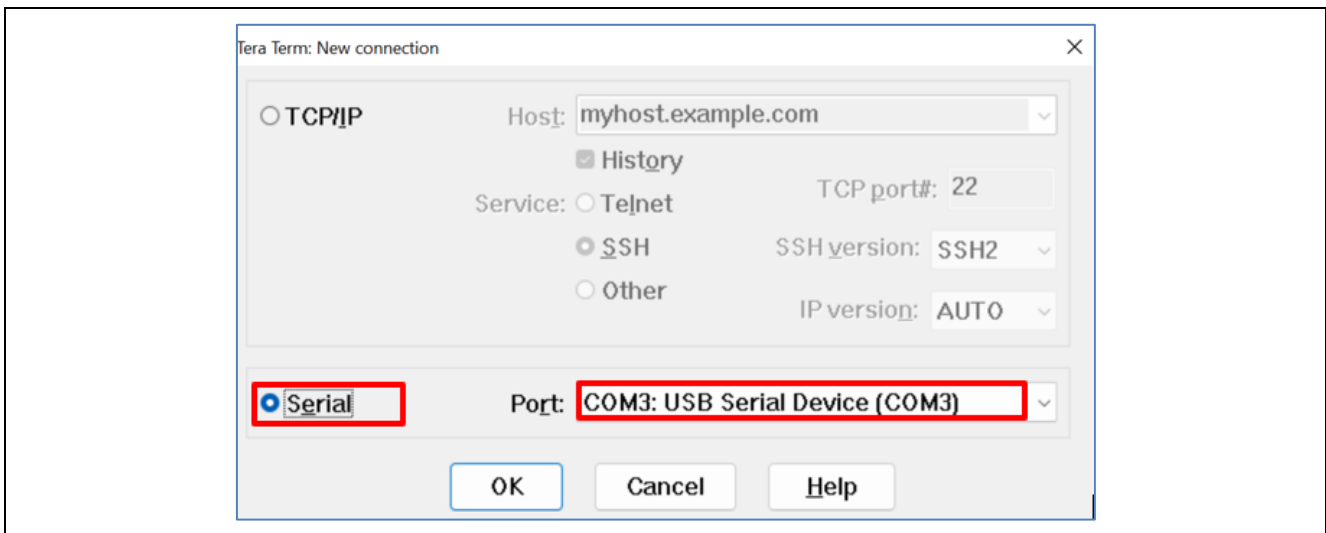 Tera Term: New connection
TCP/IP Host: myhost.example.com
History
Service: Telnet TCP port#: 22
SSH SSH version: SSH2
Other IP version: AUTO
Serial Port: COM3: USB Serial Device (COM3)
OK Cancel Help